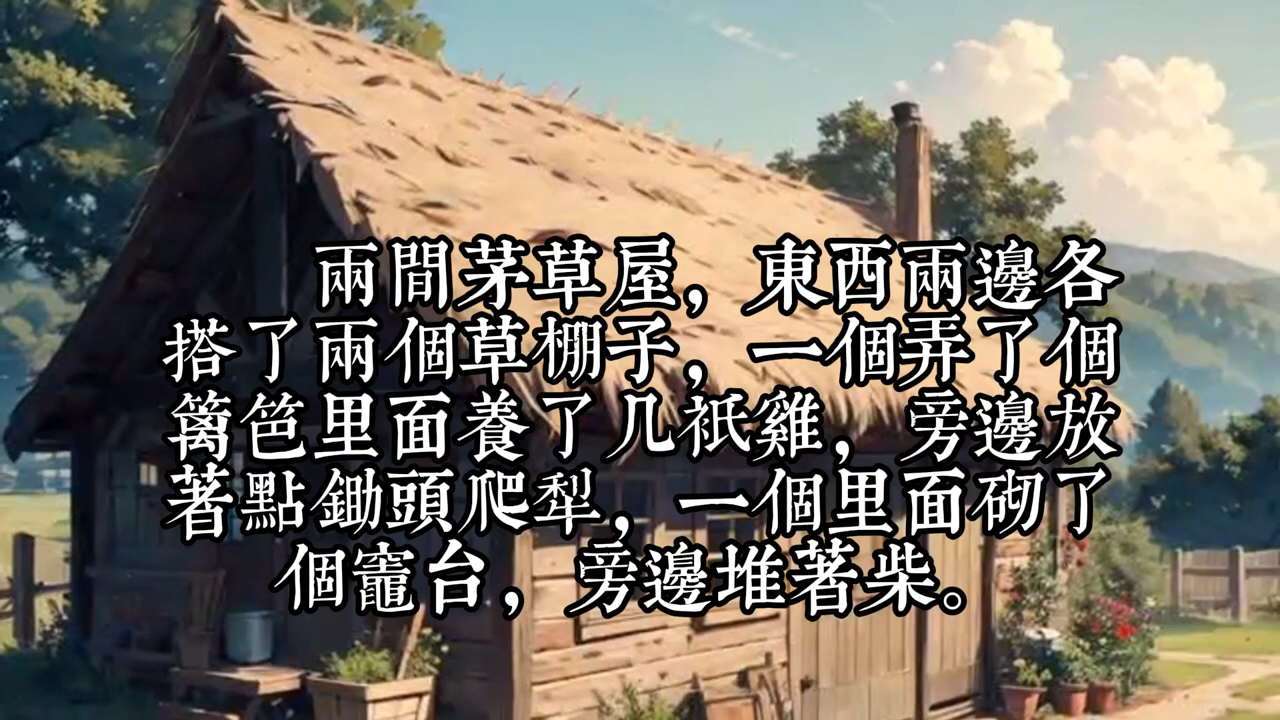 兩間茅草屋，東西兩邊各
搭了兩個草棚子，一個弄了個
籬笆里面養了几祇雞，旁邊放
著點鋤頭爬犁，一個里面砌了
個竈台，旁邊堆著柴。